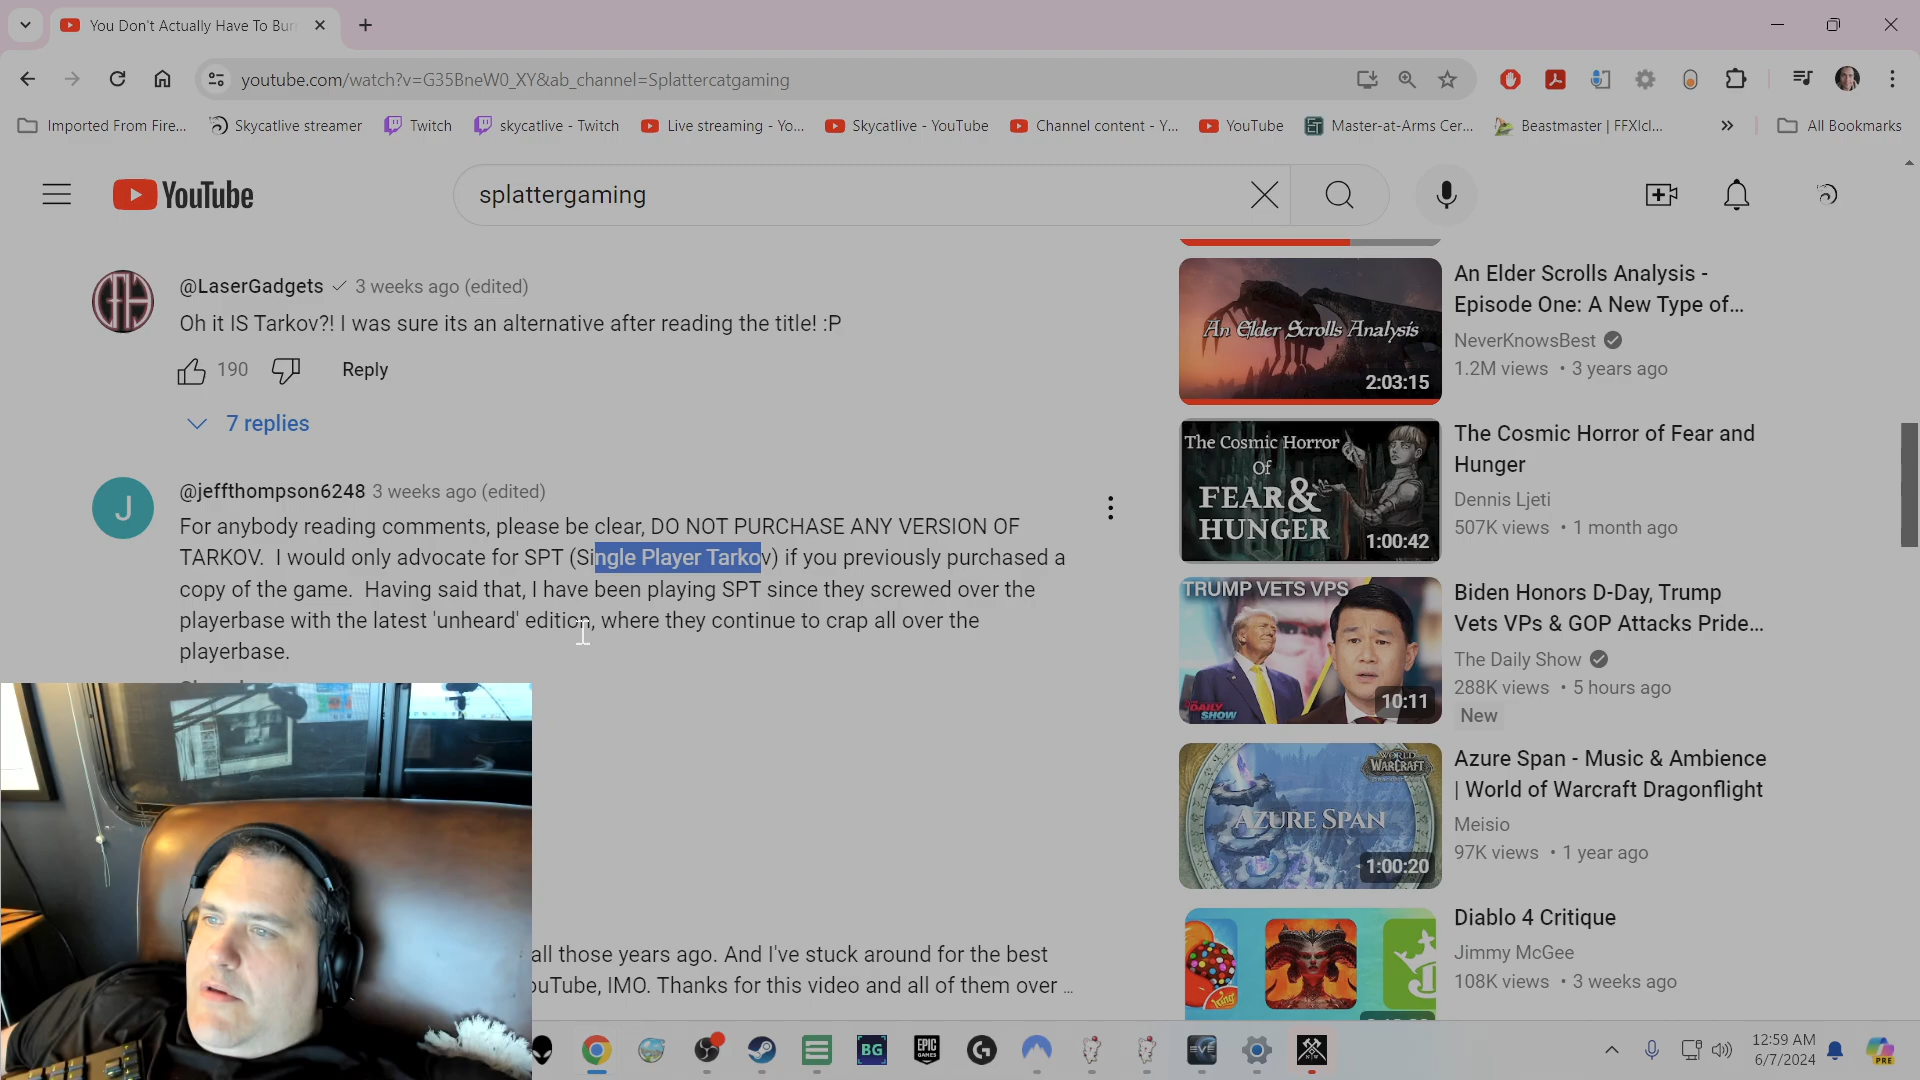 You Don't Actually Have To Bur
youtube.com/watch?v=G35BneW0_XY&ab_channel=Splattercatgaming
Imported From Fire...
Skycatlive streamer
Twitch
skycatlive - Twitch
Live streaming - Yo...
Skycatlive - YouTube
Channel content - Y...
YouTube
Master-at-Arms Cer...
Beastmaster | FFXIcl...
All Bookmarks
YouTube
splattergaming
@LaserGadgets 3 weeks ago (edited)
Oh it IS Tarkov?! I was sure its an alternative after reading the title! :P
190
Reply
7 replies
J
@jeffthompson6248 3 weeks ago (edited)
For anybody reading comments, please be clear, DO NOT PURCHASE ANY VERSION OF
TARKOV. I would only advocate for SPT (Single Player Tarkov) if you previously purchased a
copy of the game. Having said that, I have been playing SPT since they screwed over the
playerbase with the latest 'unheard' edition, where they continue to crap all over the
playerbase.
all those years ago. And I've stuck around for the best
ouTube, IMO. Thanks for this video and all of them over ...
An Elder Scrolls Analysis
2:03:15
An Elder Scrolls Analysis -
Episode One: A New Type of...
NeverKnowsBest
1.2M views • 3 years ago
The Cosmic Horror
Of
FEAR &
HUNGER
1:00:42
The Cosmic Horror of Fear and
Hunger
Dennis Ljeti
507K views • 1 month ago
TRUMP VETS VPS
THE DAILY SHOW
10:11
Biden Honors D-Day, Trump
Vets VPs & GOP Attacks Pride...
The Daily Show
288K views • 5 hours ago
New
WORLD
WARCRAFT
AZURE SPAN
1:00:20
Azure Span - Music & Ambience
| World of Warcraft Dragonflight
Meisio
97K views • 1 year ago
King
Diablo 4 Critique
Jimmy McGee
108K views • 3 weeks ago
BG
EPIC
GAMES
EVE
12:59 AM
6/7/2024
PRE